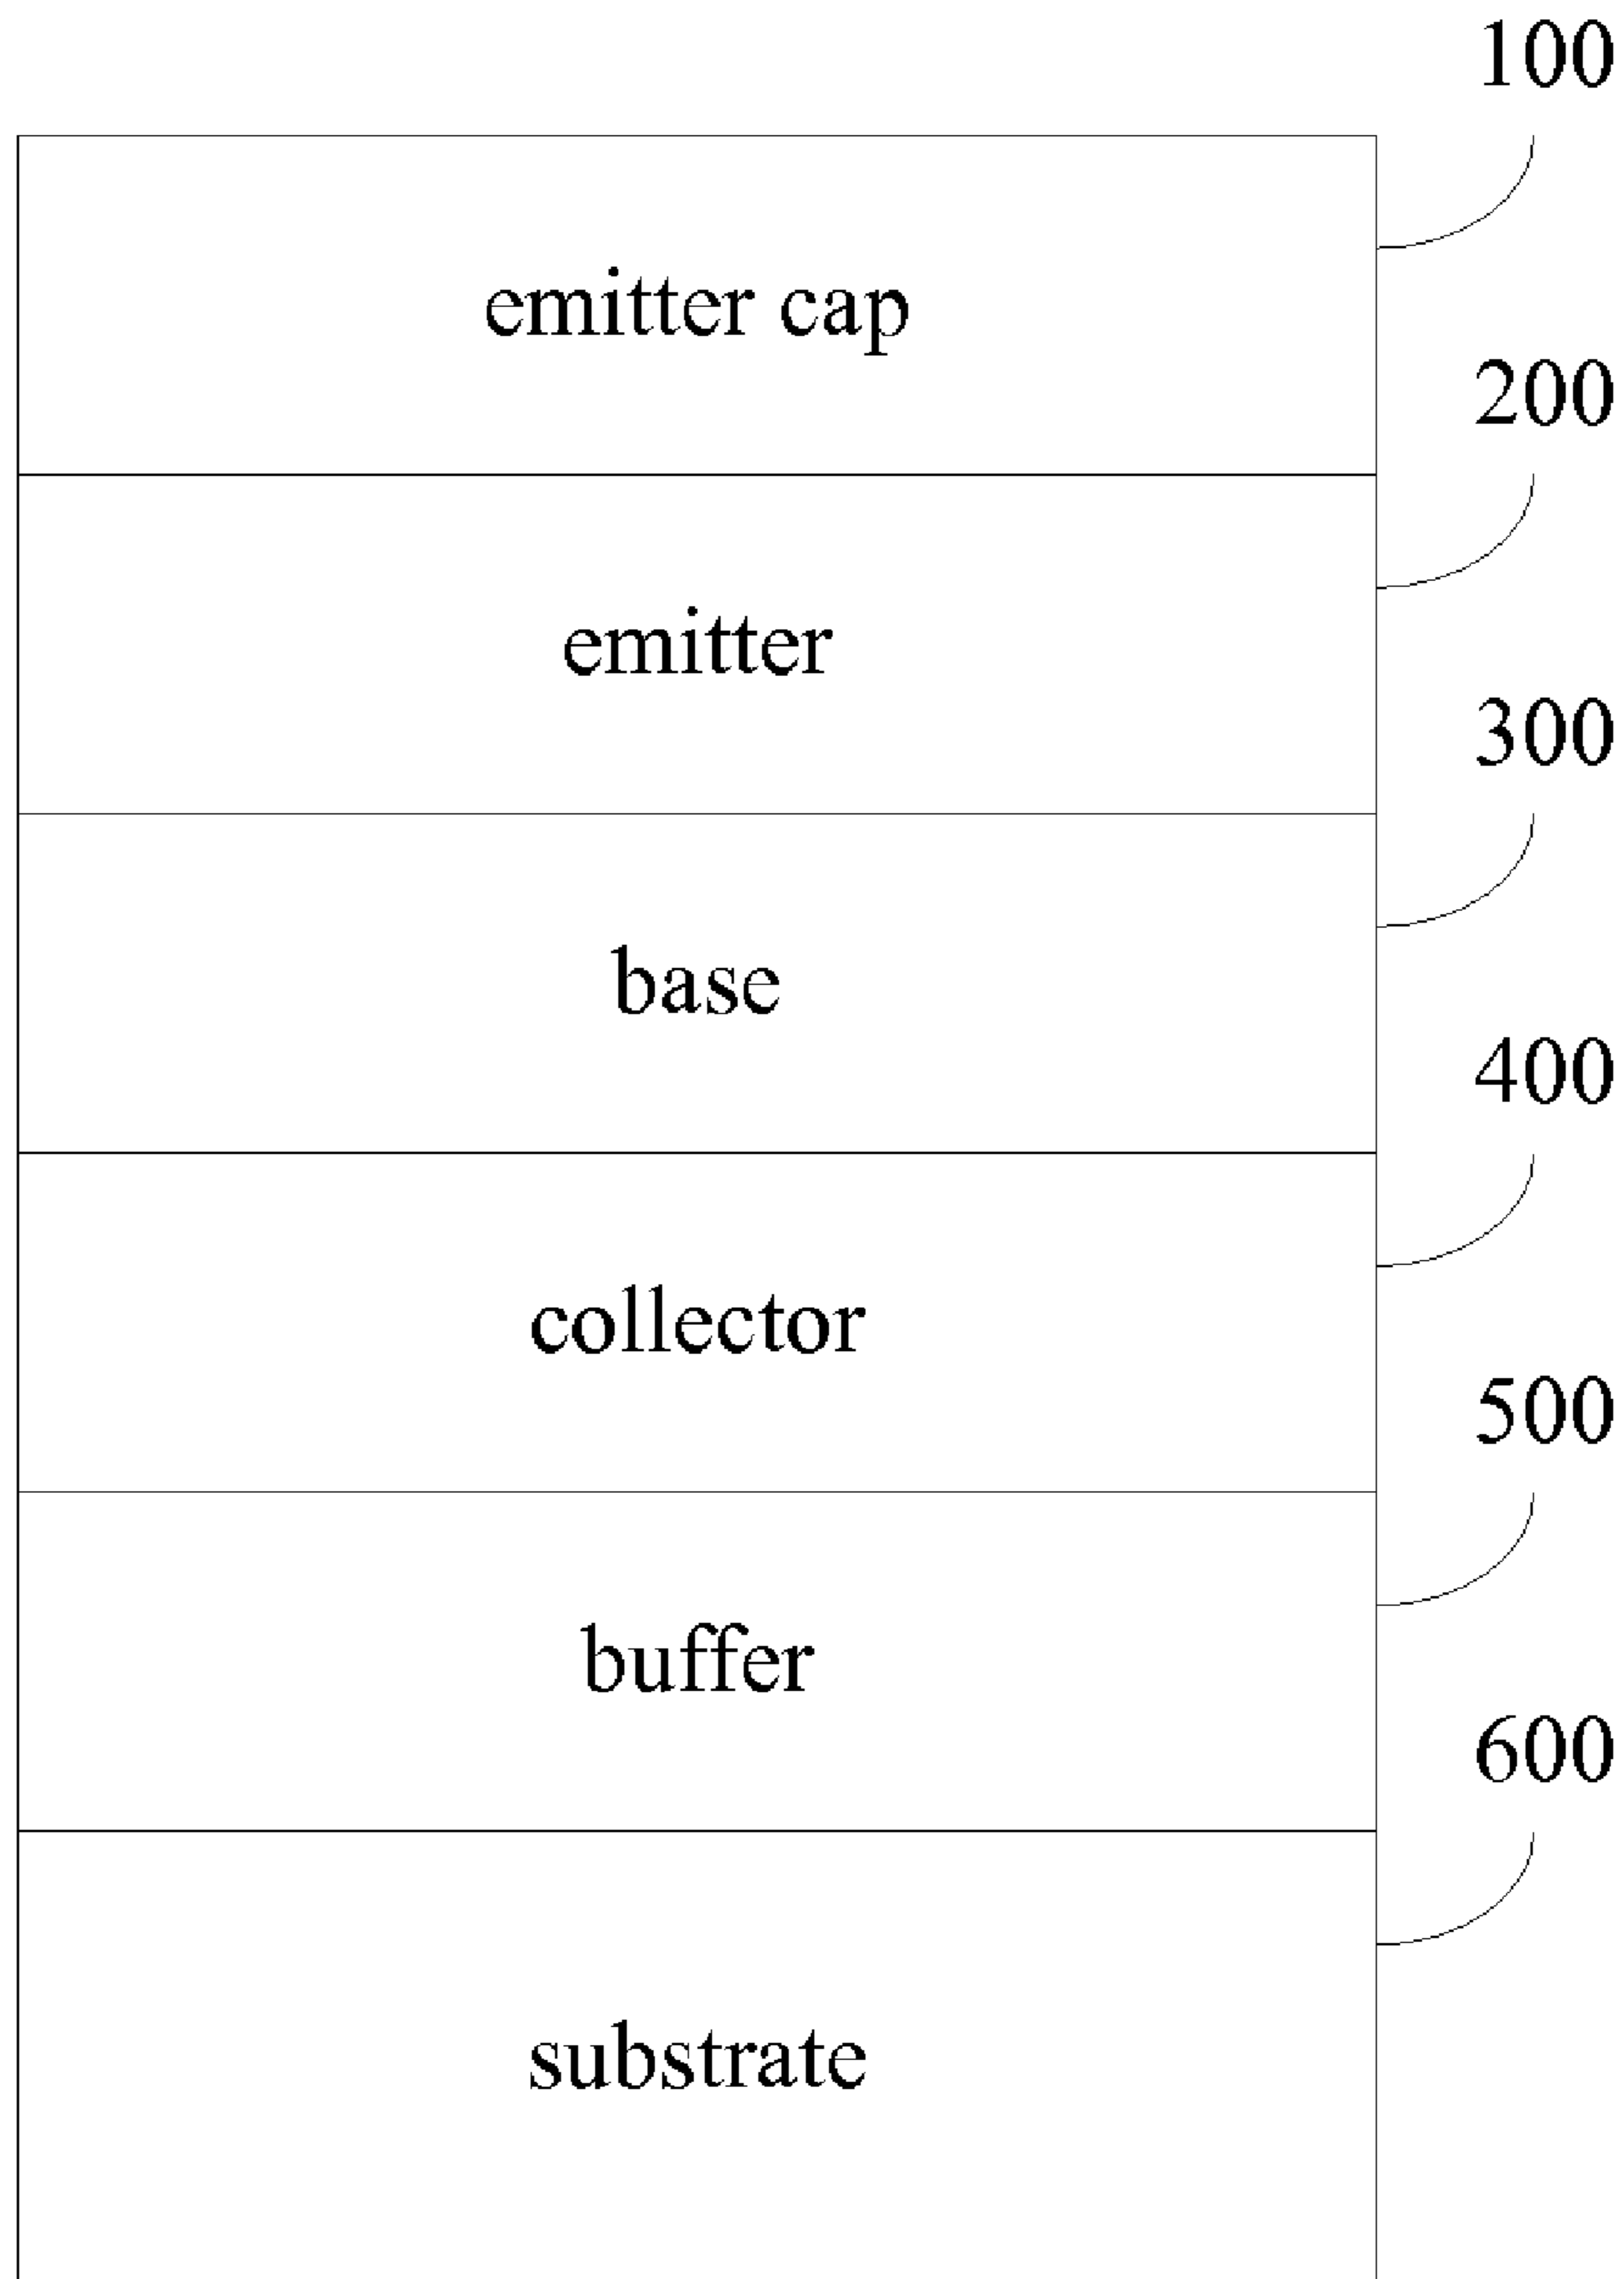 100
emitter cap
200
emitter
300
base
400
collector
500
buffer
600
substrate